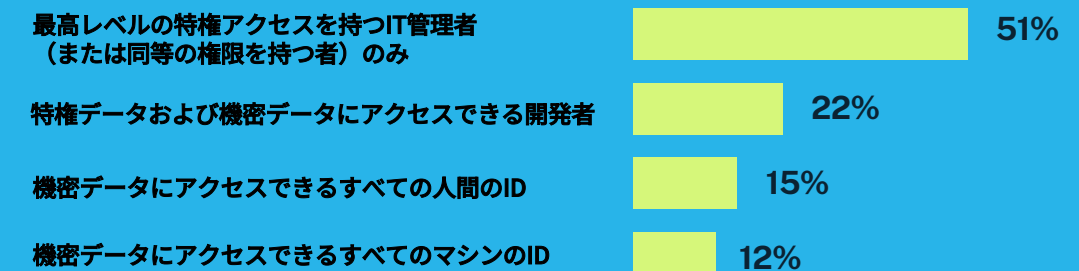 最高レベルの特権アクセスを持つIT管理者
（または同等の権限を持つ者）のみ
51%
特権データおよび機密データにアクセスできる開発者
22%
機密データにアクセスできるすべての人間のID
15%
機密データにアクセスできるすべてのマシンのID
12%